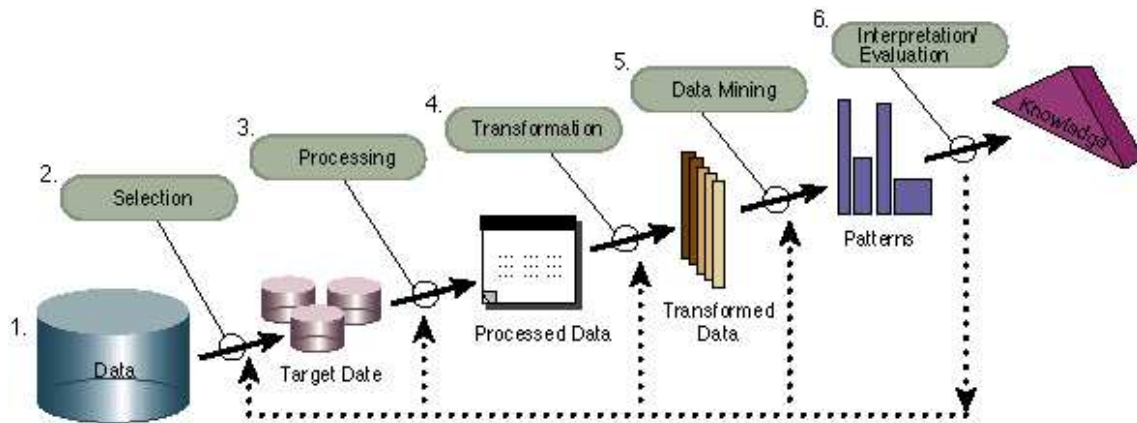 1.
Data
2.
Selection
Target Date
3.
Processing
Processed Data
4.
Transformation
Transformed
Data
5.
Data Mining
Patterns
6.
Interpretation/
Evaluation
Knowladga